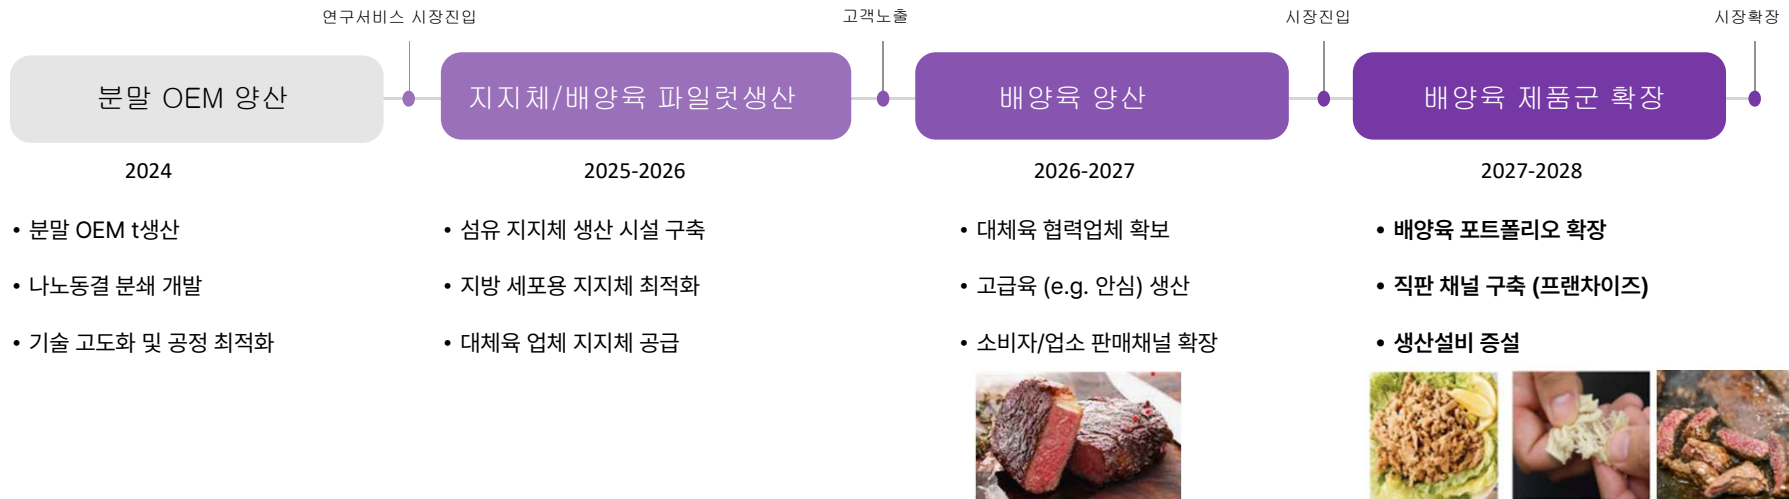 연구서비스 시장진입
고객노출
시장진입
시장확장
분말 OEM 양산
지지체/배양육 파일럿생산
배양육 양산
배양육 제품군 확장
2024
2025-2026
2026-2027
2027-2028
• 분말 OEM t생산
• 나노동결 분쇄 개발
• 기술 고도화 및 공정 최적화
• 섬유 지지체 생산 시설 구축
• 지방 세포용 지지체 최적화
• 대체육 업체 지지체 공급
• 대체육 협력업체 확보
• 고급육 (e.g. 안심) 생산
• 소비자/업소 판매채널 확장
• 배양육 포트폴리오 확장
• 직판 채널 구축 (프랜차이즈)
• 생산설비 증설